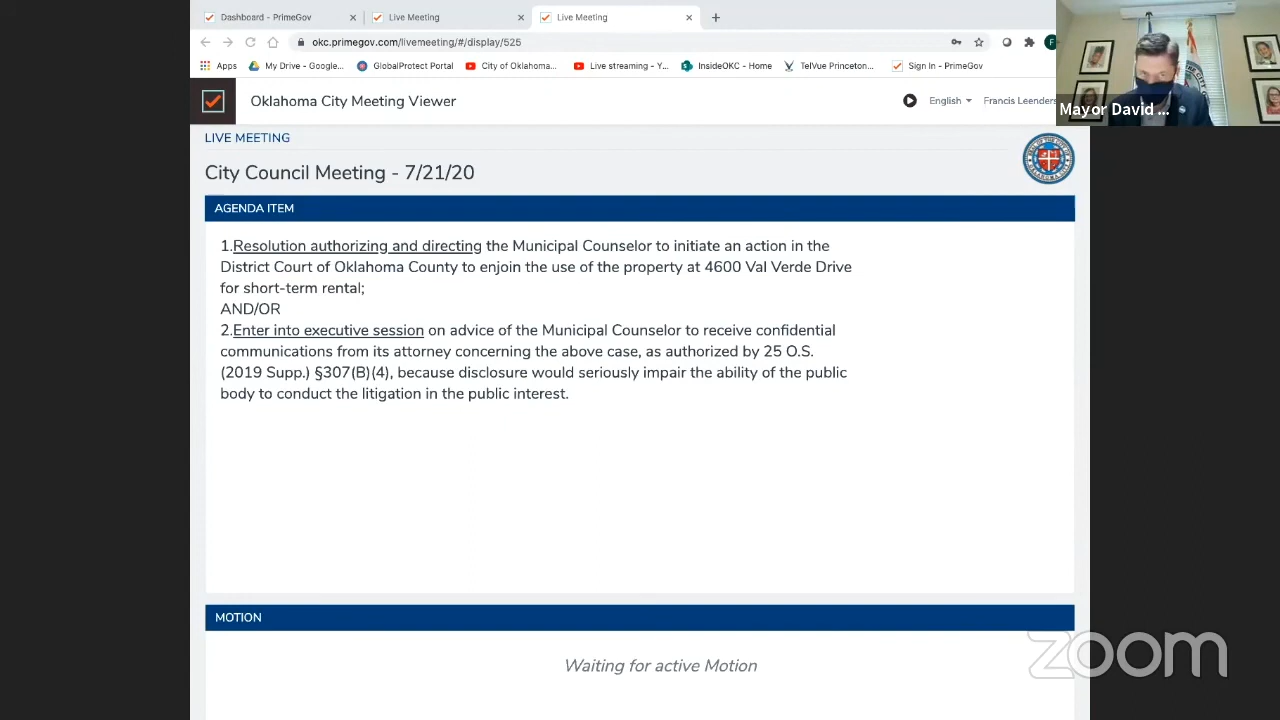 Dashboard - PrimeGov
Live Meeting
Live Meeting
okc.primegov.com/livemeeting/#/display/525
Apps
My Drive - Google...
GlobalProtect Portal
City of Oklahoma...
Live streaming - Y...
InsideOKC - Home
TelVue Princeton...
Sign In - PrimeGov
Oklahoma City Meeting Viewer
English
Francis Leenders
Mayor David ...
LIVE MEETING
City Council Meeting - 7/21/20
AGENDA ITEM
1.Resolution authorizing and directing the Municipal Counselor to initiate an action in the
District Court of Oklahoma County to enjoin the use of the property at 4600 Val Verde Drive
for short-term rental;
AND/OR
2.Enter into executive session on advice of the Municipal Counselor to receive confidential
communications from its attorney concerning the above case, as authorized by 25 O.S.
(2019 Supp.) §307(B)(4), because disclosure would seriously impair the ability of the public
body to conduct the litigation in the public interest.
MOTION
Waiting for active Motion
zoom